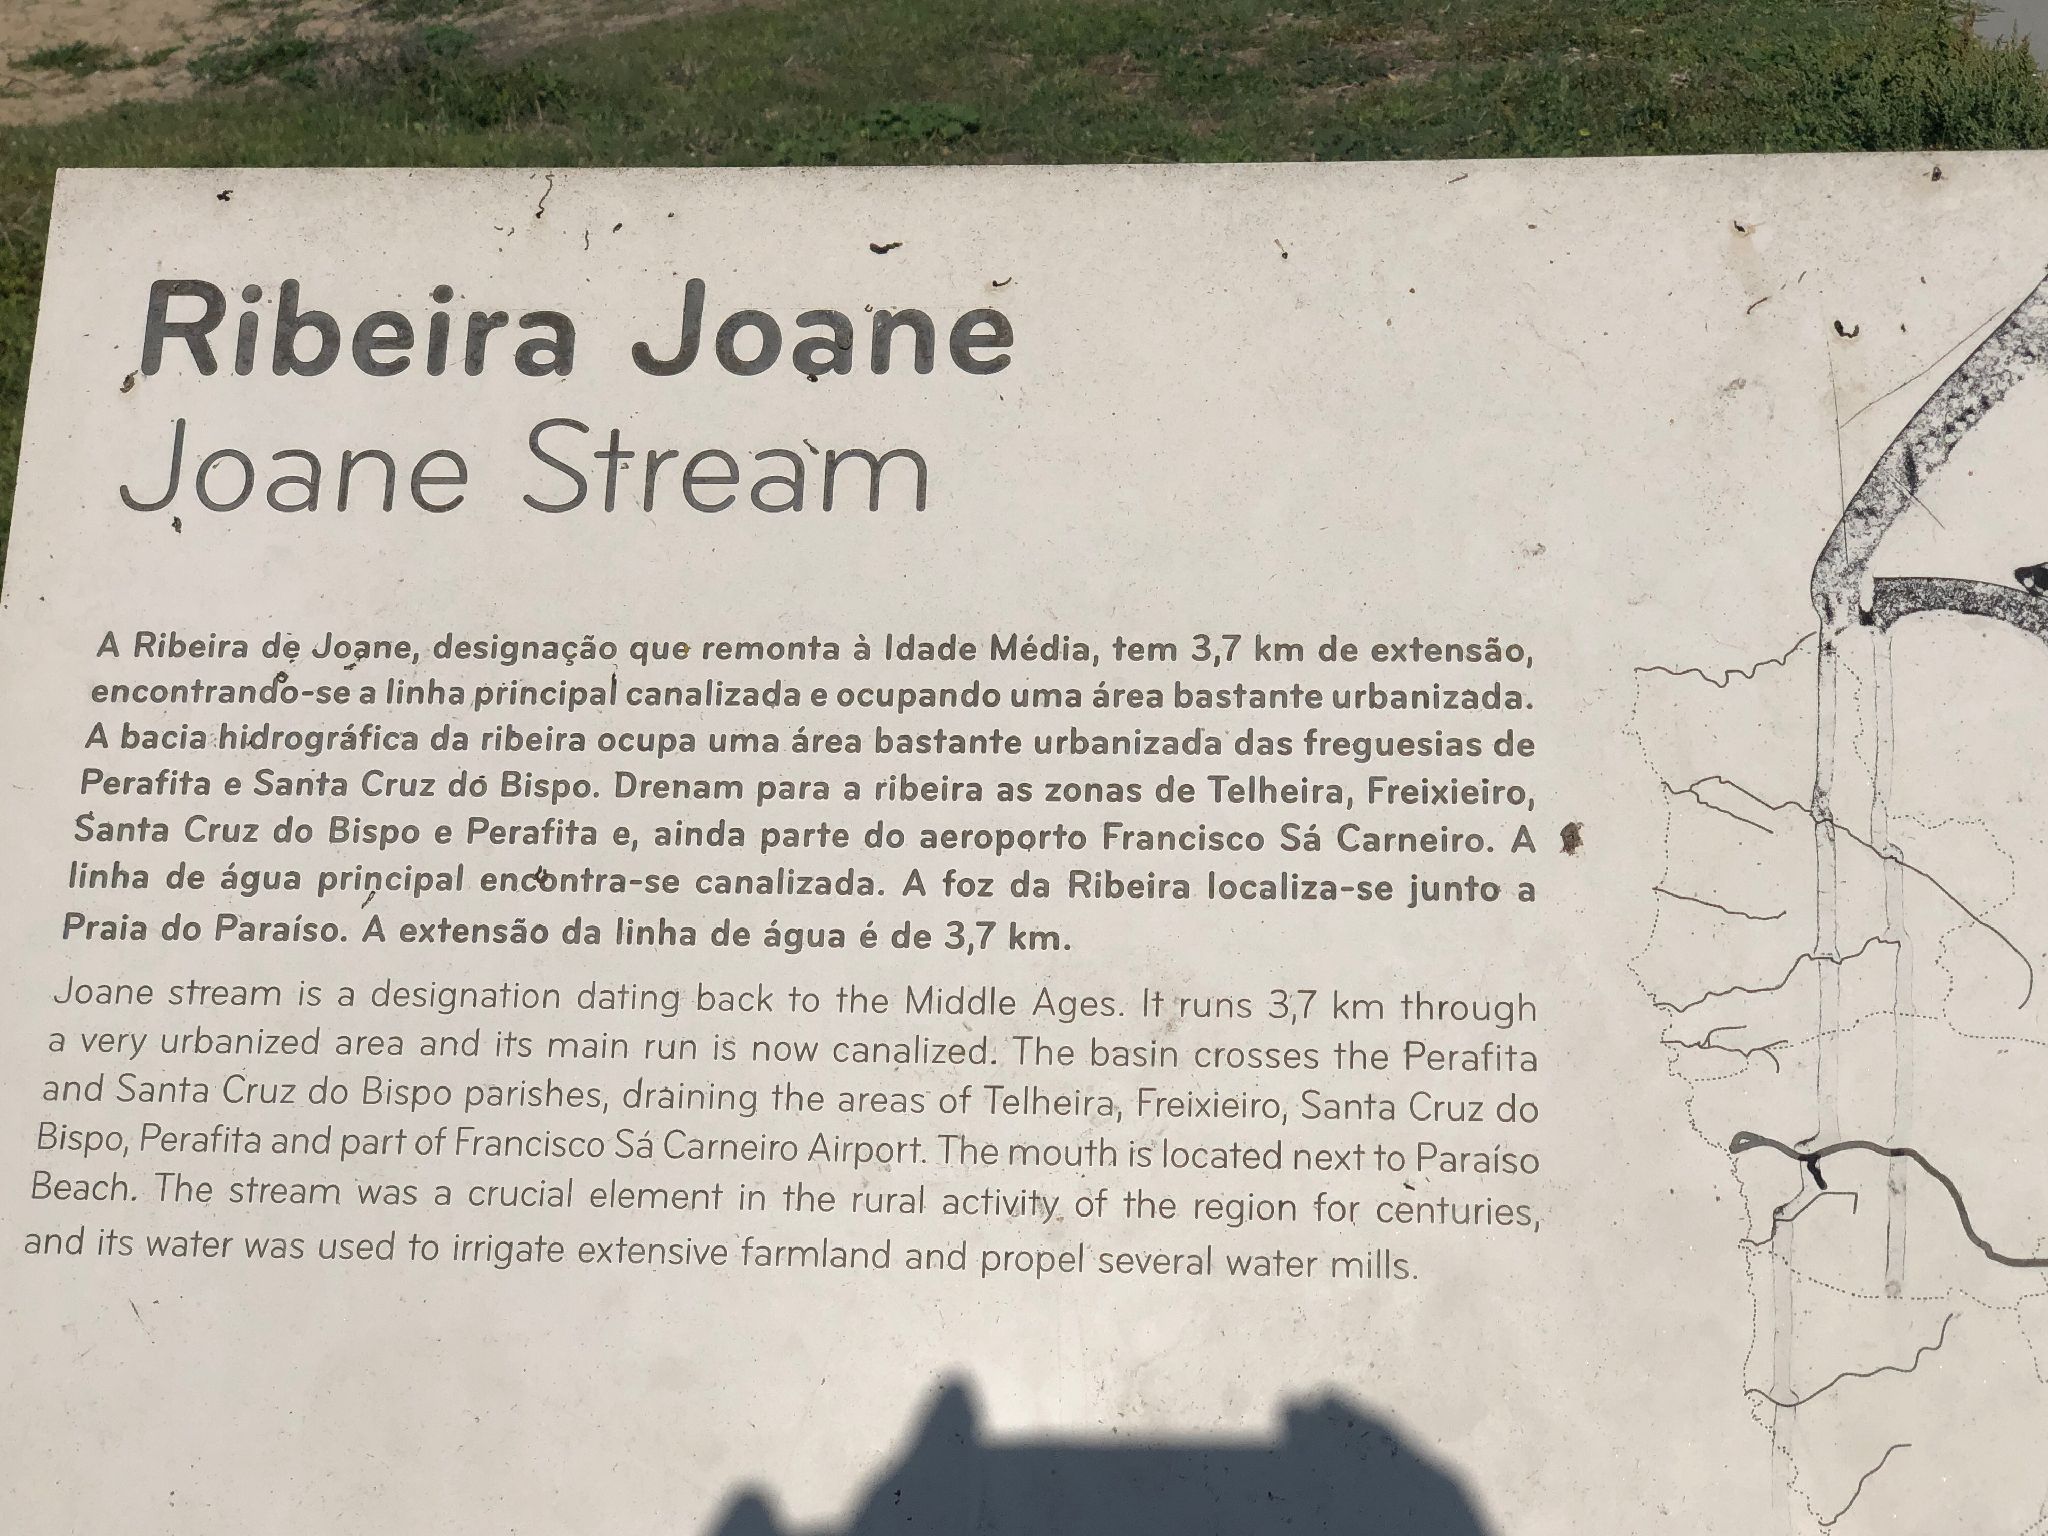 Ribeira Joane
Joane Stream
A Ribeira de Joane, designação que remonta à Idade Média, tem 3,7 km de extensão,
encontrando-se a linha principal canalizada e ocupando uma área bastante urbanizada.
A bacia hidrográfica da ribeira ocupa uma área bastante urbanizada das freguesias de
Perafita e Santa Cruz do Bispo. Drenam para a ribeira as zonas de Telheira, Freixieiro,
Santa Cruz do Bispo e Perafita e, ainda parte do aeroporto Francisco Sá Carneiro. A
linha de água principal encontra-se canalizada. A foz da Ribeira localiza-se junto a
Praia do Paraíso. A extensão da linha de água é de 3,7 km.
Joane stream is a designation dating back to the Middle Ages. It runs 3,7 km through
a very urbanized area and its main run is now canalized. The basin crosses the Perafita
and Santa Cruz do Bispo parishes, draining the areas of Telheira, Freixieiro, Santa Cruz do
Bispo, Perafita and part of Francisco Sá Carneiro Airport. The mouth is located next to Paraíso
Beach. The stream was a crucial element in the rural activity of the region for centuries,
and its water was used to irrigate extensive farmland and propel several water mills.